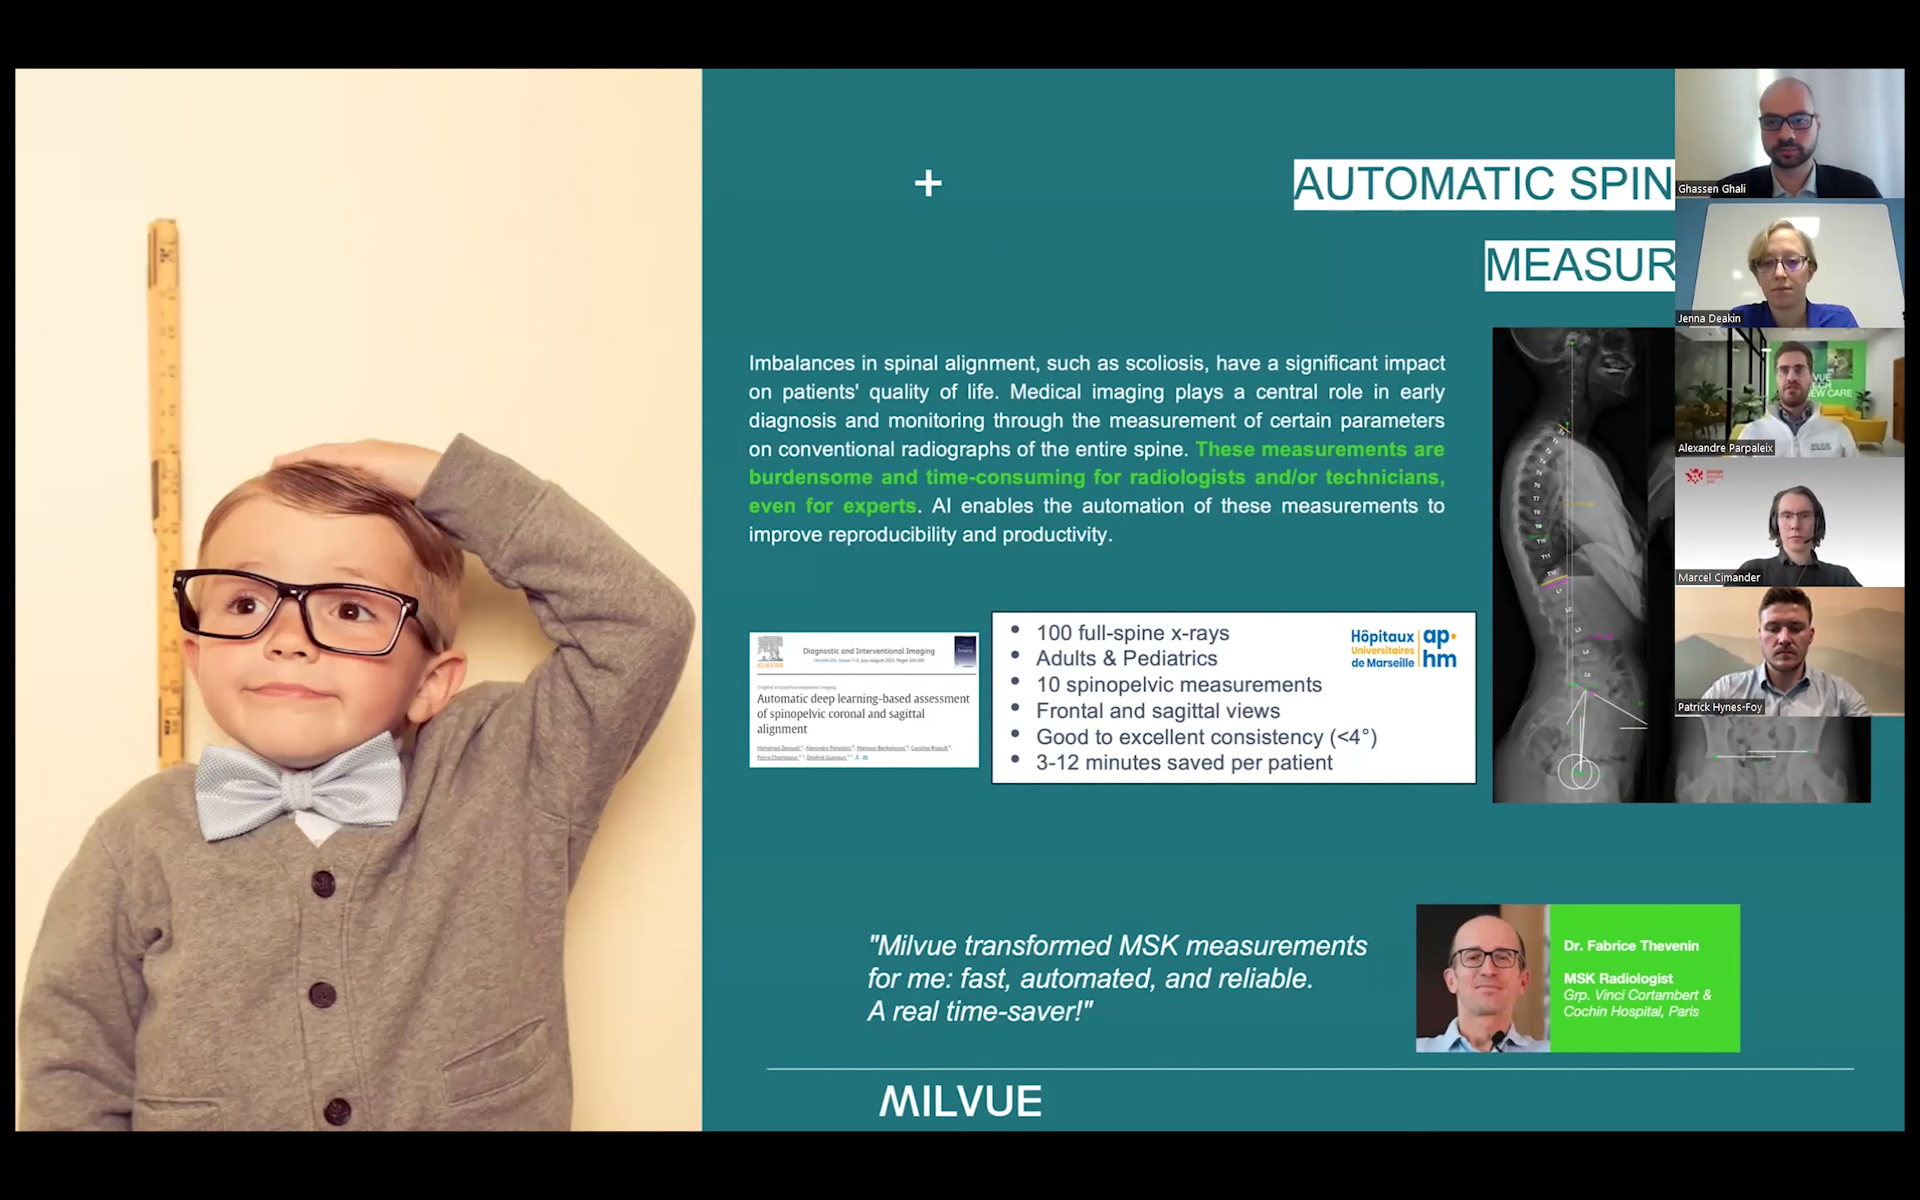 +
AUTOMATIC SPIN
MEASUR
Imbalances in spinal alignment, such as scoliosis, have a significant impact
on patients' quality of life. Medical imaging plays a central role in early
diagnosis and monitoring through the measurement of certain parameters
on conventional radiographs of the entire spine. These measurements are
burdensome and time-consuming for radiologists and/or technicians,
even for experts. AI enables the automation of these measurements to
improve reproducibility and productivity.
ELSEVIER
Diagnostic and Interventional Imaging
Automatic deep learning-based assessment
of spinopelvic coronal and sagittal
alignment
• 100 full-spine x-rays
• Adults & Pediatrics
• 10 spinopelvic measurements
• Frontal and sagittal views
• Good to excellent consistency (<4°)
• 3-12 minutes saved per patient
Hôpitaux
Universitaires
de Marseille
ap•
hm
"Milvue transformed MSK measurements
for me: fast, automated, and reliable.
A real time-saver!"
Dr. Fabrice Thevenin
MSK Radiologist
Grp. Vinci Cortambert &
Cochin Hospital, Paris
MILVUE
Ghassen Ghali
Jenna Deakin
Alexandre Parpaleix
Marcel Cimander
Patrick Hynes-Foy